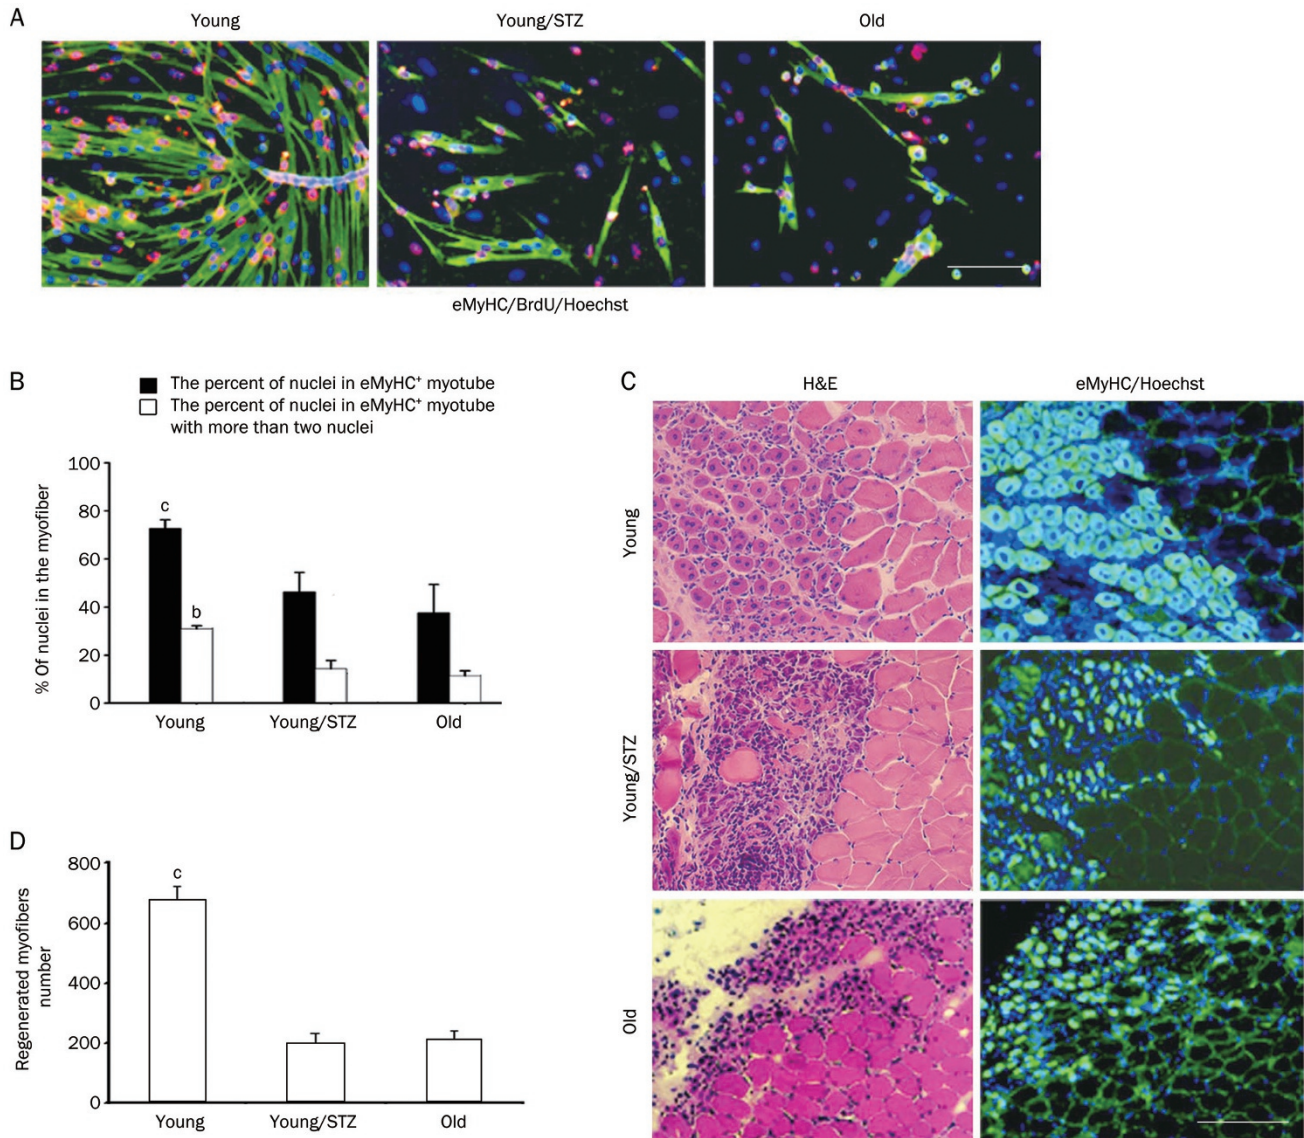 A
Young
Young/STZ
Old
eMyHC/BrdU/Hoechst
B
The percent of nuclei in eMyHC⁺ myotube
The percent of nuclei in eMyHC⁺ myotube
with more than two nuclei
% Of nuclei in the myofiber
100
80
60
40
20
0
c
b
Young
Young/STZ
Old
C
H&E
eMyHC/Hoechst
Young
Young/STZ
Old
D
Regenerated myofibers
number
800
600
400
200
0
c
Young
Young/STZ
Old